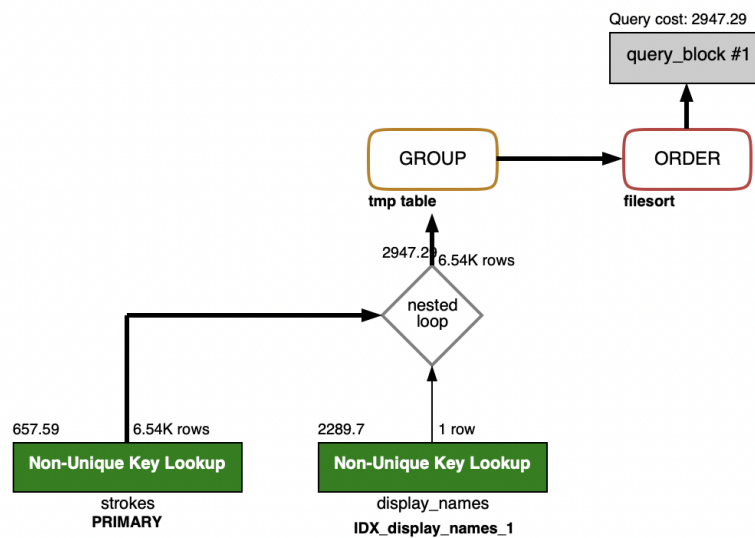 Query cost: 2947.29
query_block #1
GROUP
ORDER
tmp table
filesort
2947.29
6.54K rows
nested
loop
657.59
6.54K rows
2289.7
1 row
Non-Unique Key Lookup
Non-Unique Key Lookup
strokes
display_names
PRIMARY
IDX_display_names_1